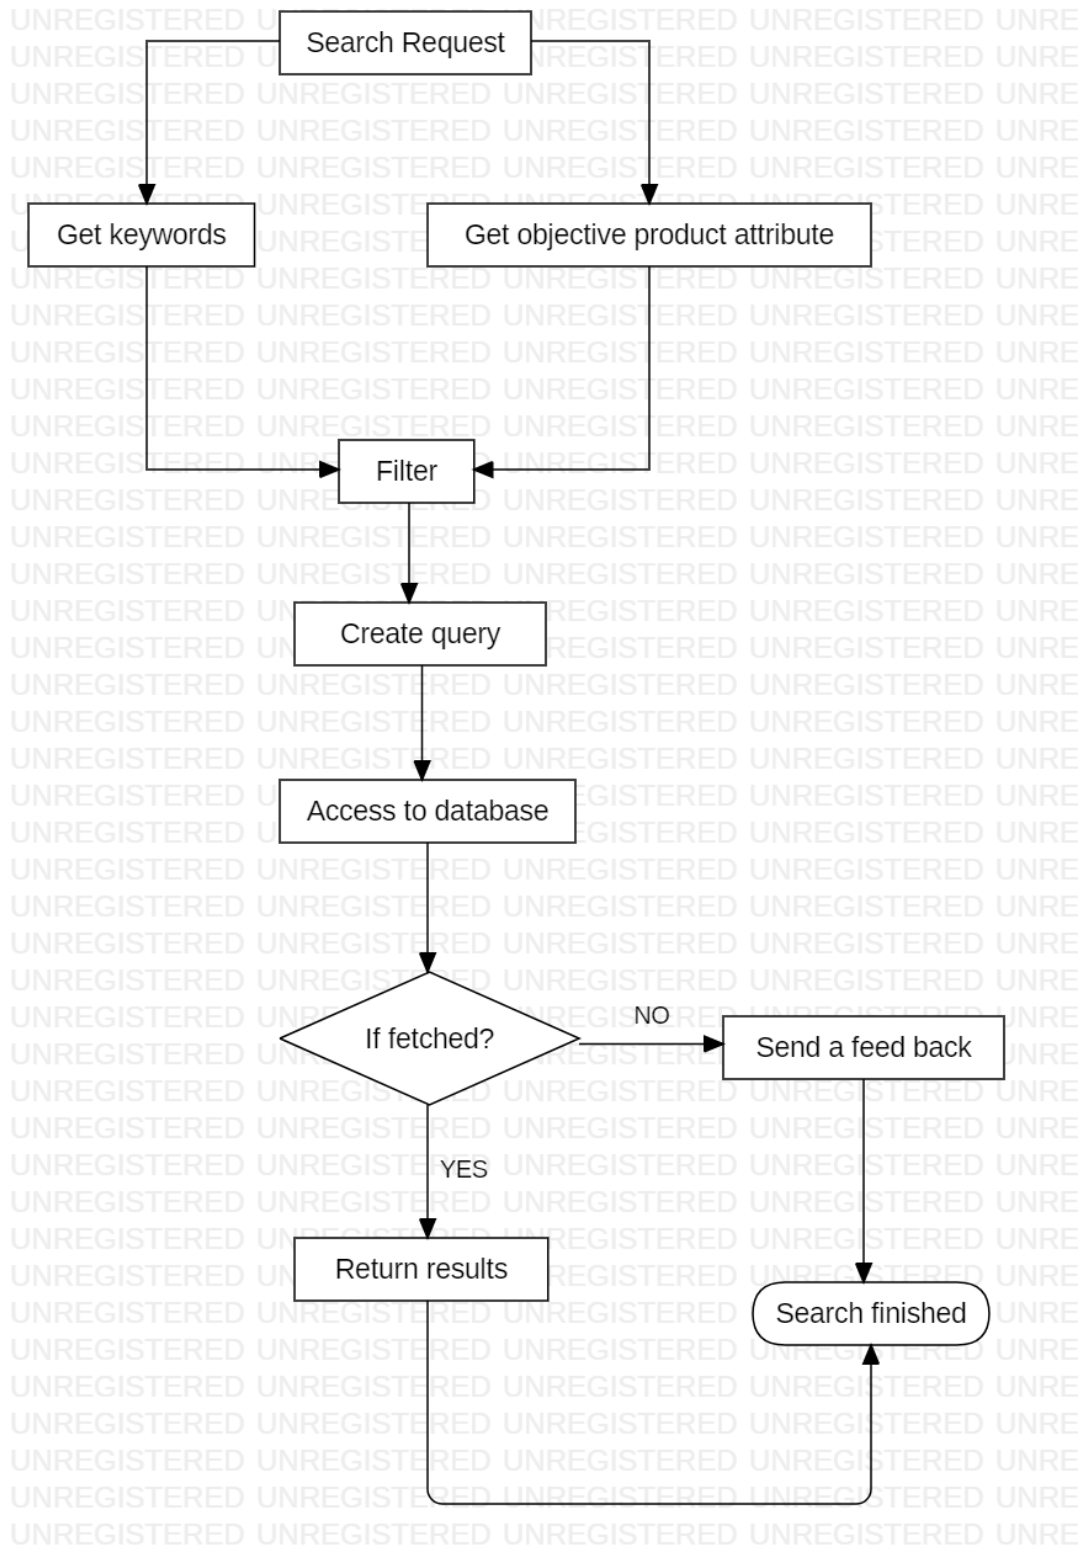 Search Request
Get keywords
Get objective product attribute
Filter
Create query
Access to database
If fetched?
NO
Send a feed back
YES
Return results
Search finished
UNREGISTERED